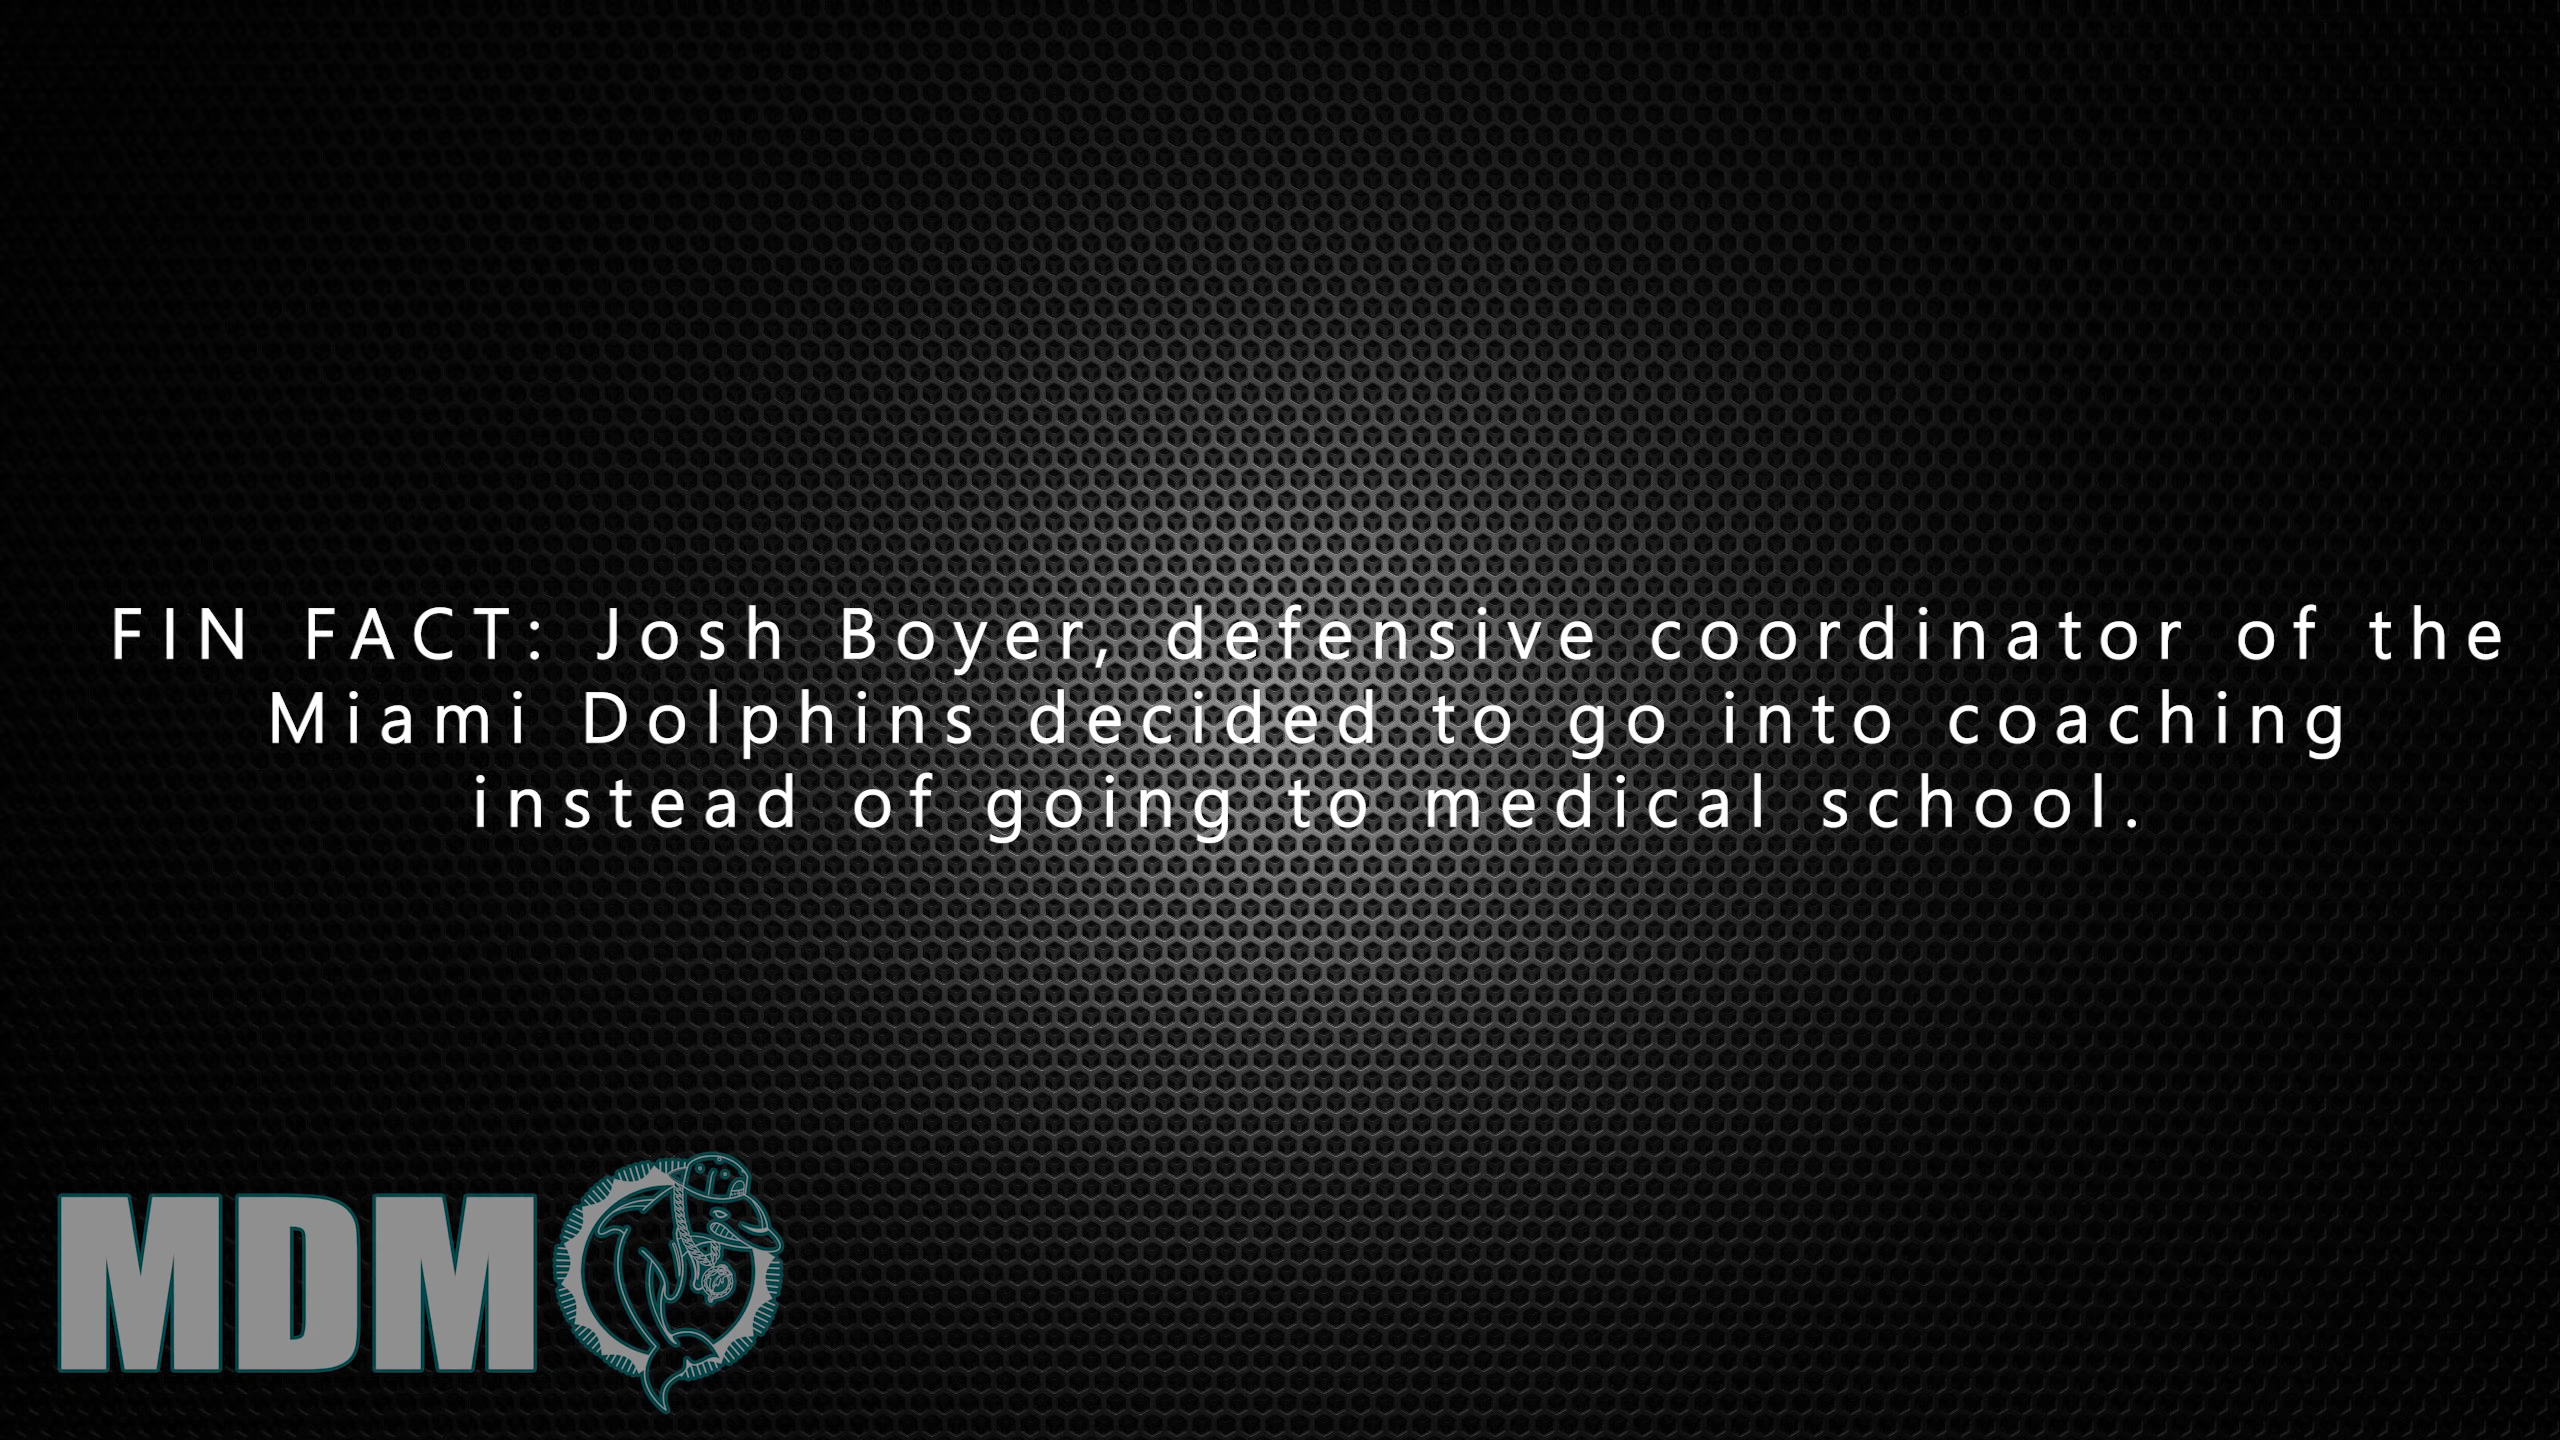 FIN FACT: Josh Boyer, defensive coordinator of the
Miami Dolphins decided to go into coaching
instead of going to medical school.
MDM